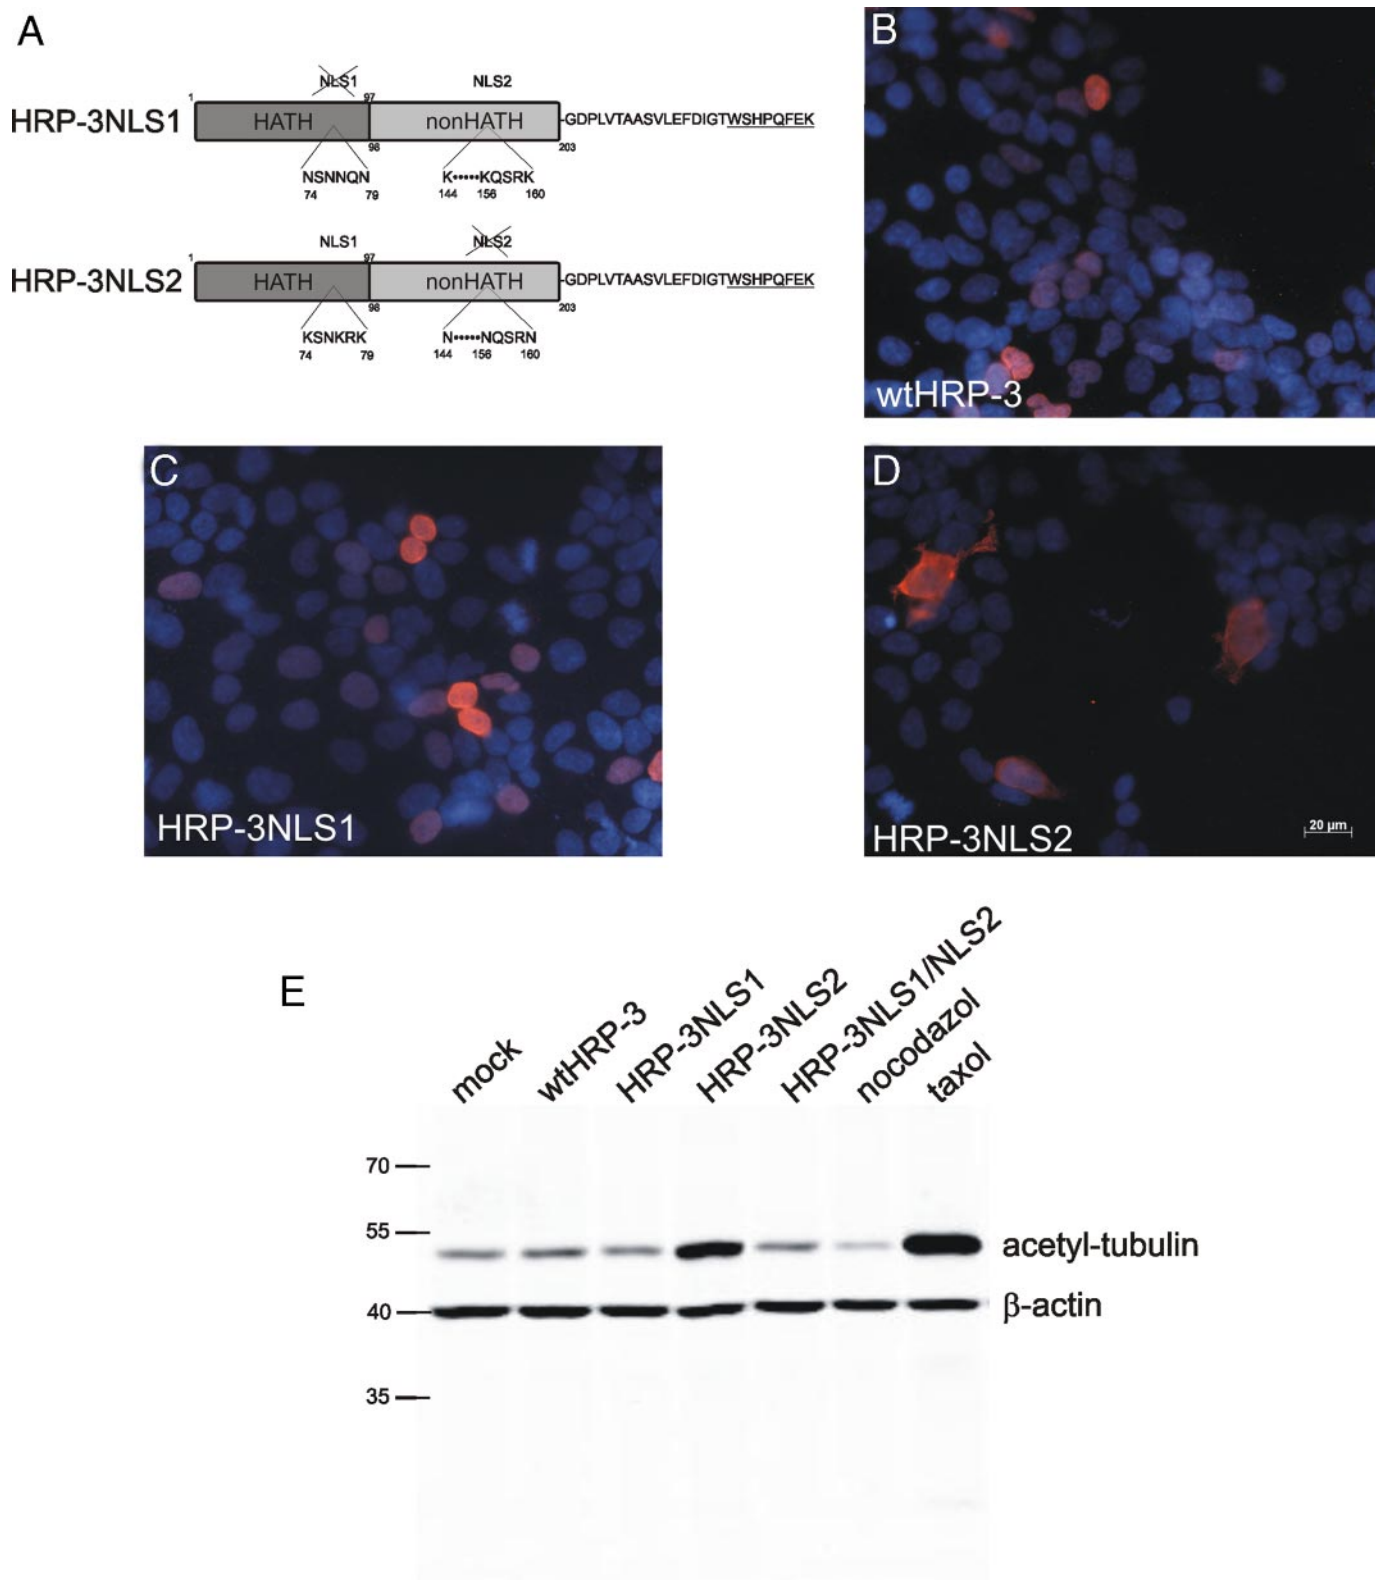 A
NLS1 NLS2
1 97
HRP-3NLS1 HATH nonHATH -GDPLVTAASVLEFDIGTWSHPQFEK
98 203
NSNNQN K•••••KQSRK
74 79 144 156 160
NLS1 NLS2
1 97
HRP-3NLS2 HATH nonHATH -GDPLVTAASVLEFDIGTWSHPQFEK
98 203
KSNKRK N•••••NQSRN
74 79 144 156 160
B
wtHRP-3
C
HRP-3NLS1
D
HRP-3NLS2
20 µm
E
mock wtHRP-3 HRP-3NLS1 HRP-3NLS2 HRP-3NLS1/NLS2 nocodazol taxol
70
55
acetyl-tubulin
40
β-actin
35